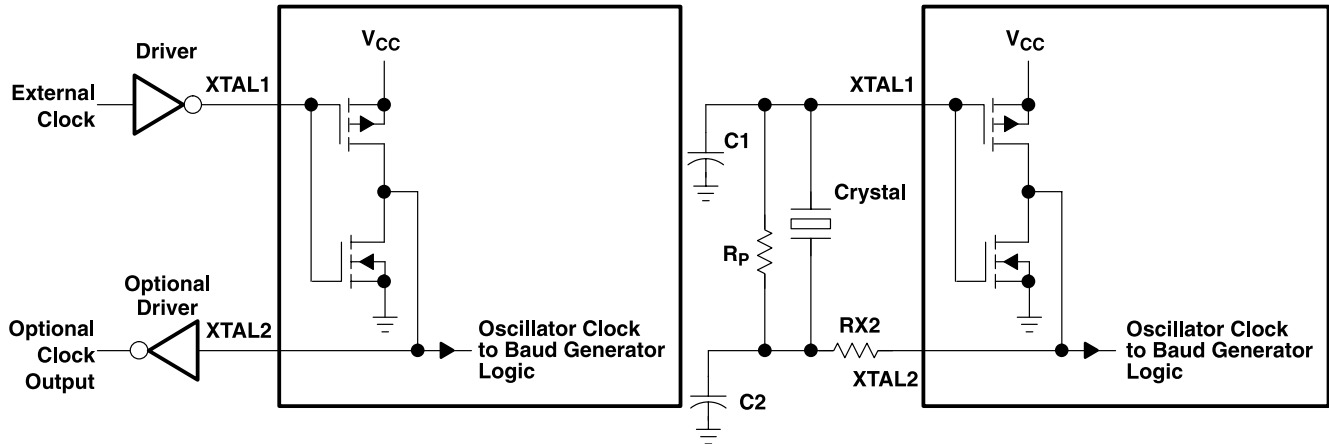 VCC
Driver
XTAL1
External
Clock
Optional
Driver
XTAL2
Optional
Clock
Output
Oscillator Clock
to Baud Generator
Logic
VCC
XTAL1
C1
Crystal
RP
RX2
XTAL2
C2
Oscillator Clock
to Baud Generator
Logic